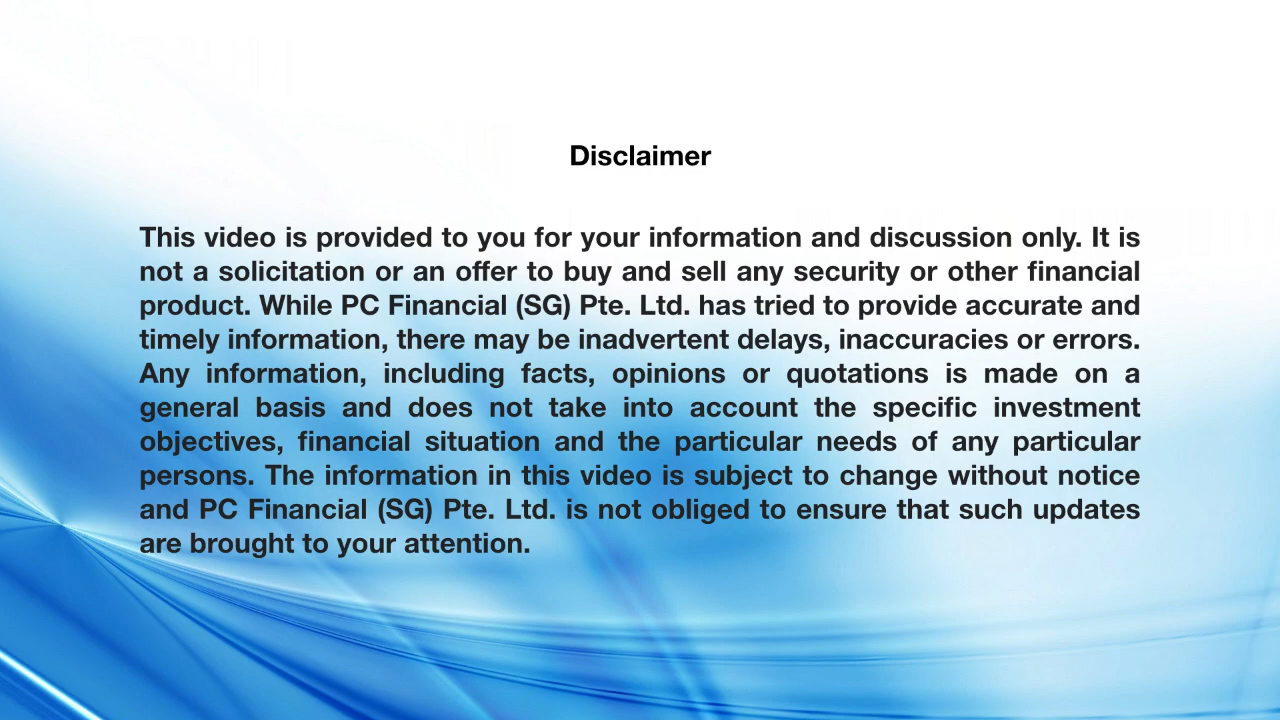 Disclaimer
This video is provided to you for your information and discussion only. It is
not a solicitation or an offer to buy and sell any security or other financial
product. While PC Financial (SG) Pte. Ltd. has tried to provide accurate and
timely information, there may be inadvertent delays, inaccuracies or errors.
Any information, including facts, opinions or quotations is made on a
general basis and does not take into account the specific investment
objectives, financial situation and the particular needs of any particular
persons. The information in this video is subject to change without notice
and PC Financial (SG) Pte. Ltd. is not obliged to ensure that such updates
are brought to your attention.